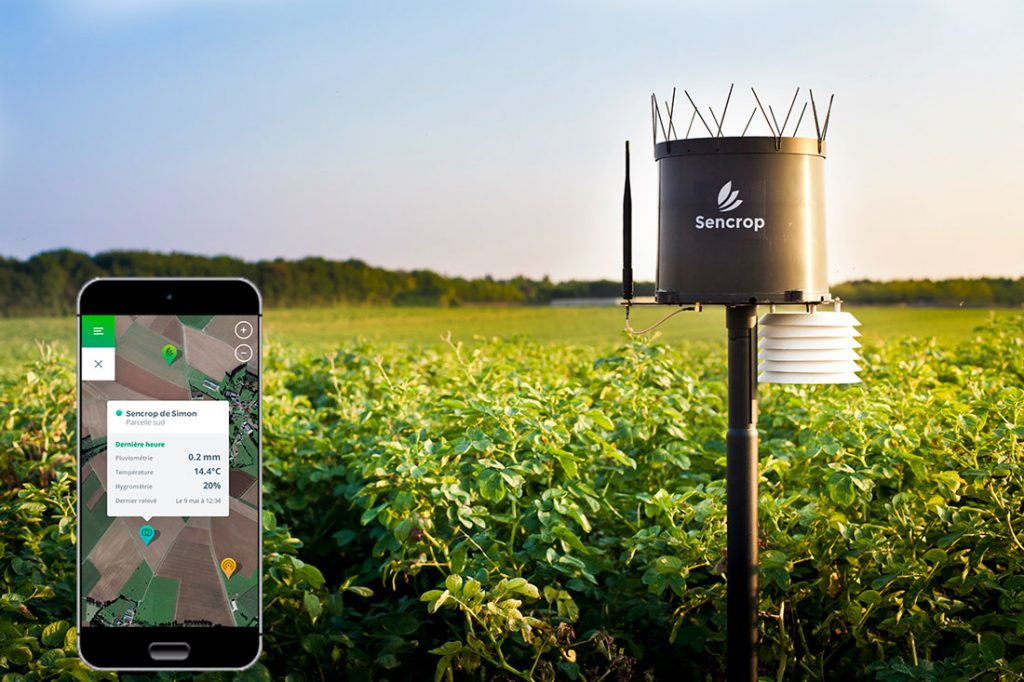 Sencrop
Sencrop de Simon
Parcelle sud
Dernière heure
Pluviométrie 0.2 mm
Température 14.4°C
Hygrométrie 20%
Dernier relevé Le 9 mai à 12:34